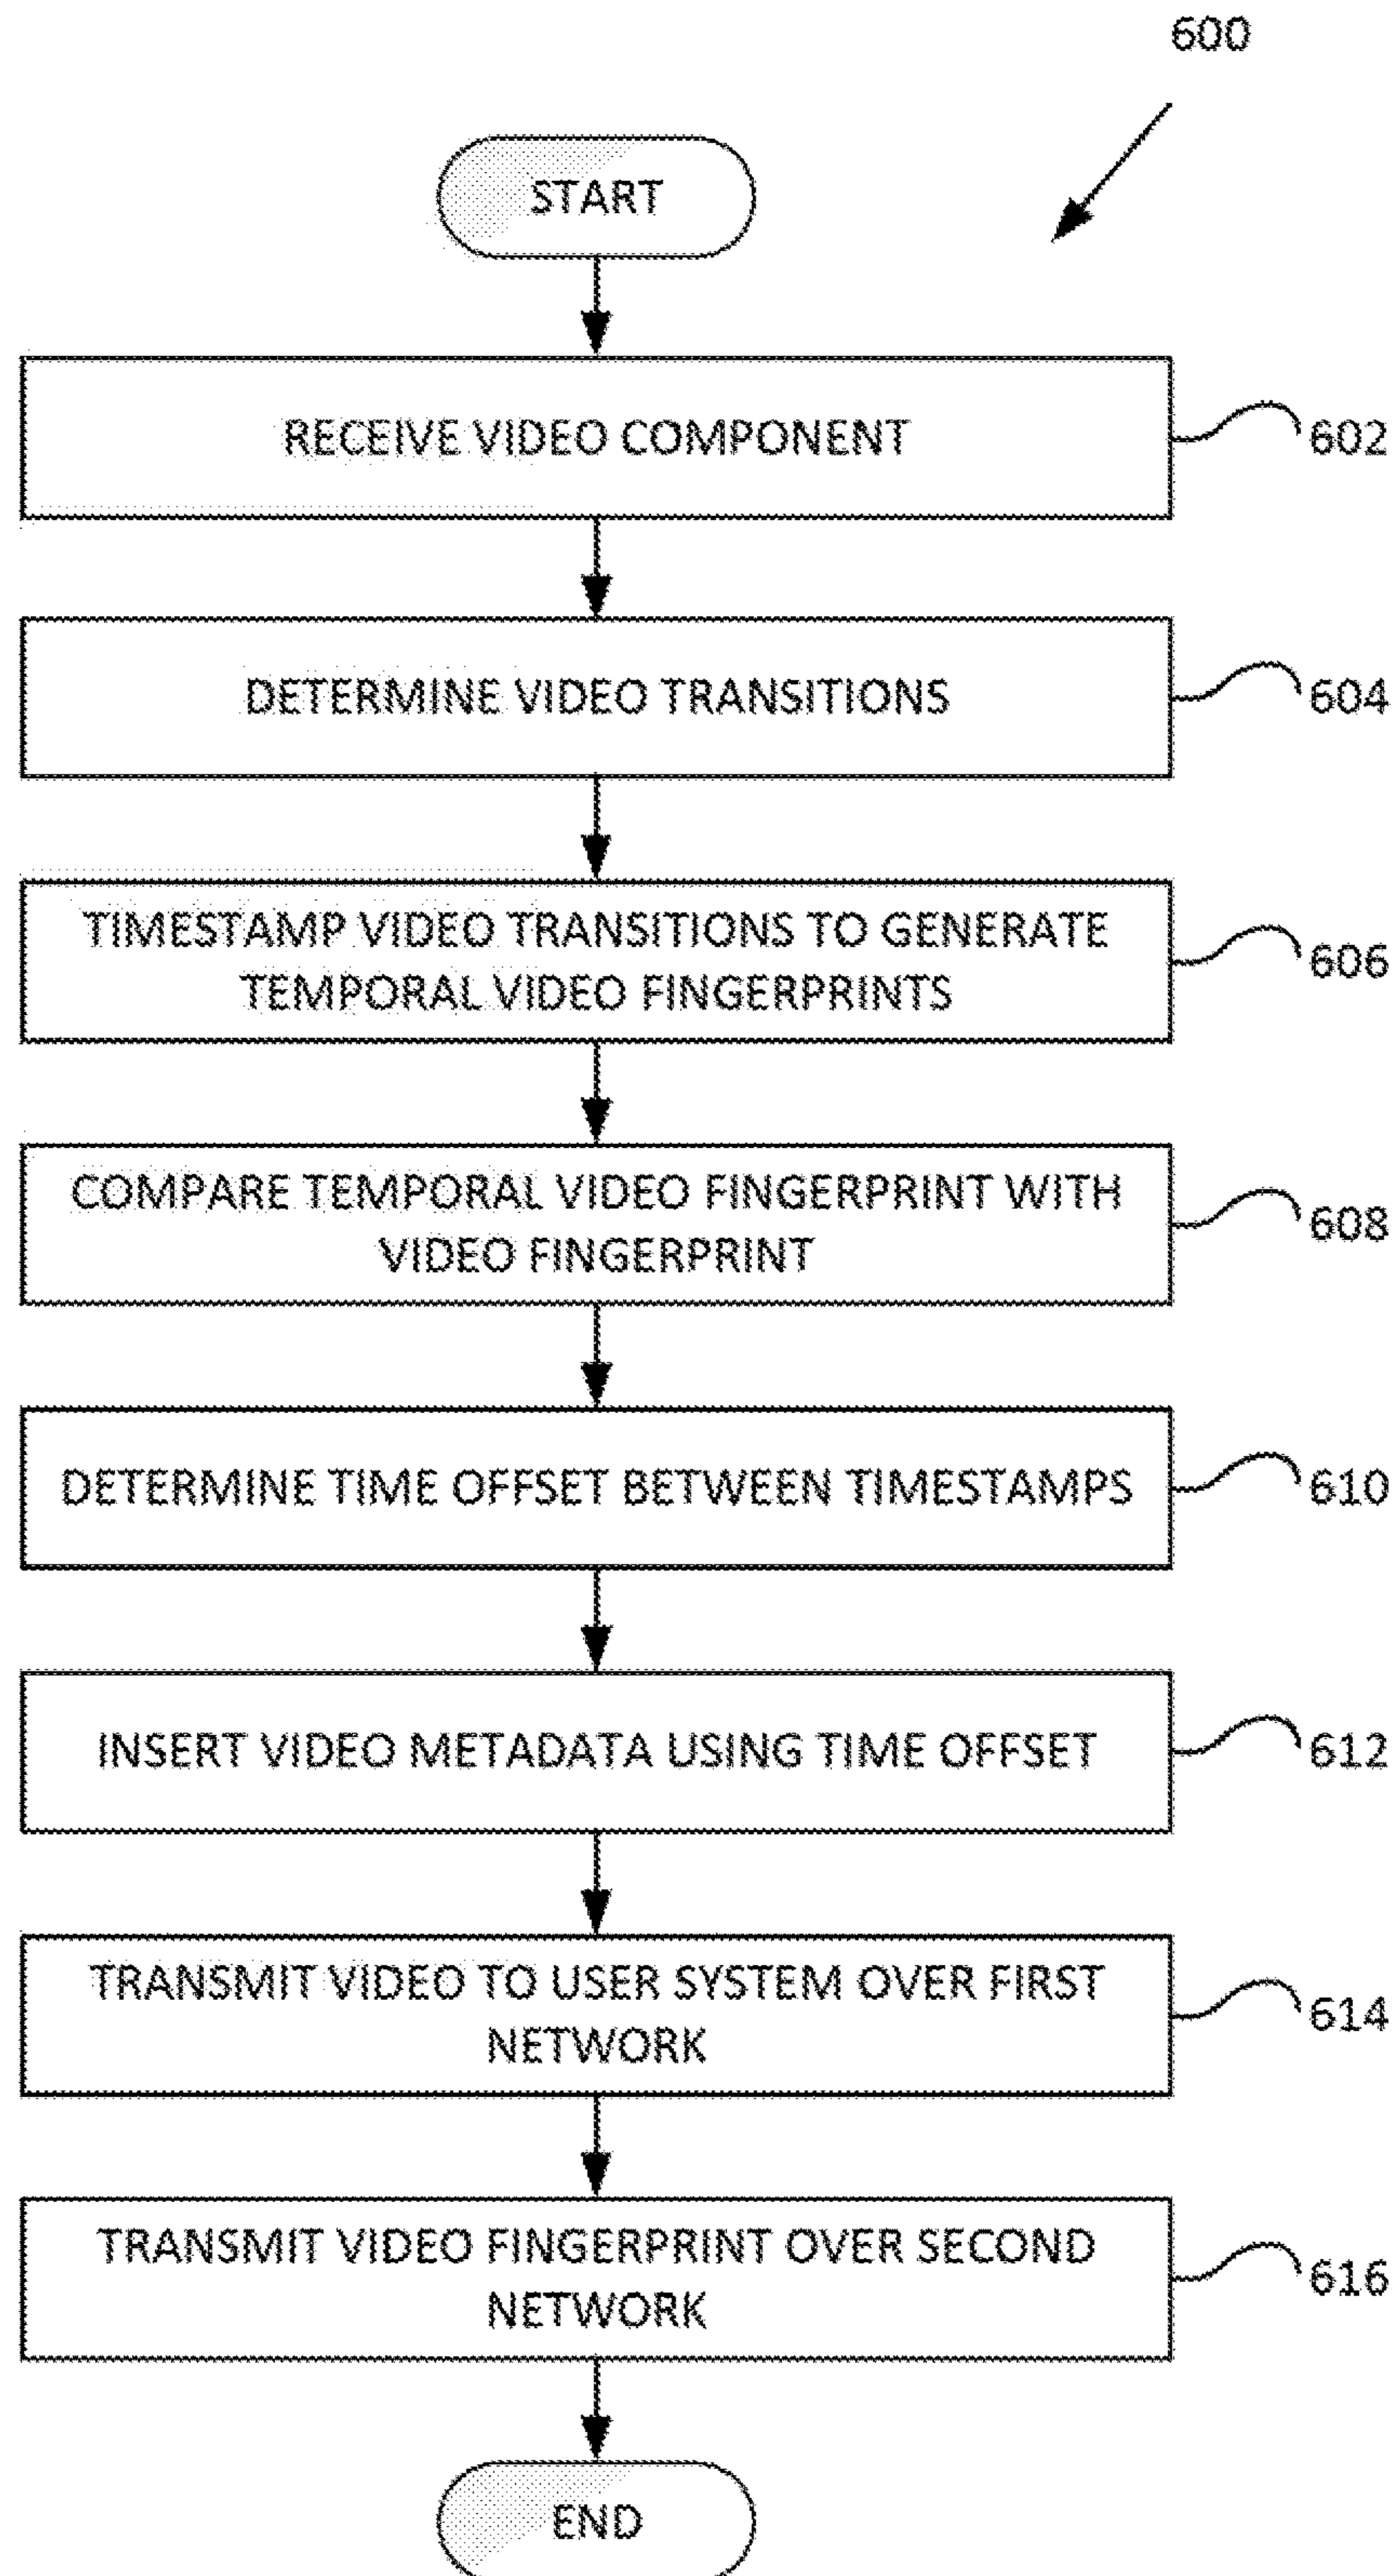 600
START
RECEIVE VIDEO COMPONENT
602
DETERMINE VIDEO TRANSITIONS
604
TIMESTAMP VIDEO TRANSITIONS TO GENERATE
TEMPORAL VIDEO FINGERPRINTS
606
COMPARE TEMPORAL VIDEO FINGERPRINT WITH
VIDEO FINGERPRINT
608
DETERMINE TIME OFFSET BETWEEN TIMESTAMPS
610
INSERT VIDEO METADATA USING TIME OFFSET
612
TRANSMIT VIDEO TO USER SYSTEM OVER FIRST
NETWORK
614
TRANSMIT VIDEO FINGERPRINT OVER SECOND
NETWORK
616
END